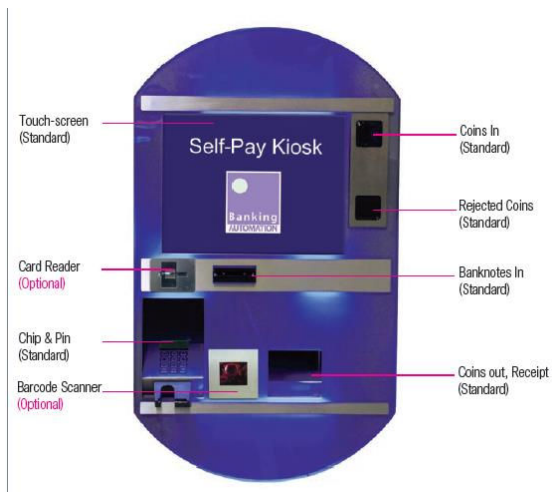 Touch-screen
(Standard)
Self-Pay Kiosk
Banking
AUTOMATION
Coins In
(Standard)
Rejected Coins
(Standard)
Card Reader
(Optional)
Banknotes In
(Standard)
Chip & Pin
(Standard)
Barcode Scanner
(Optional)
Coins out, Receipt
(Standard)